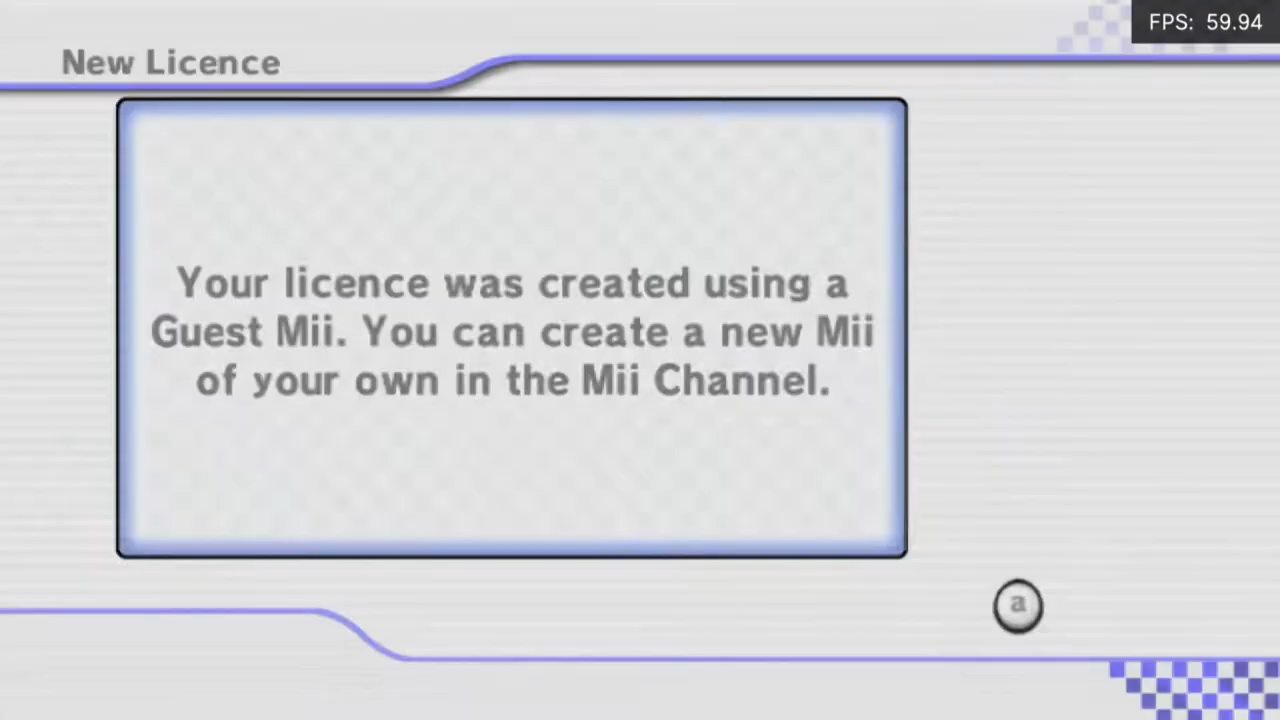 FPS: 59.94
New Licence
Your licence was created using a
Guest Mii. You can create a new Mii
of your own in the Mii Channel.
a